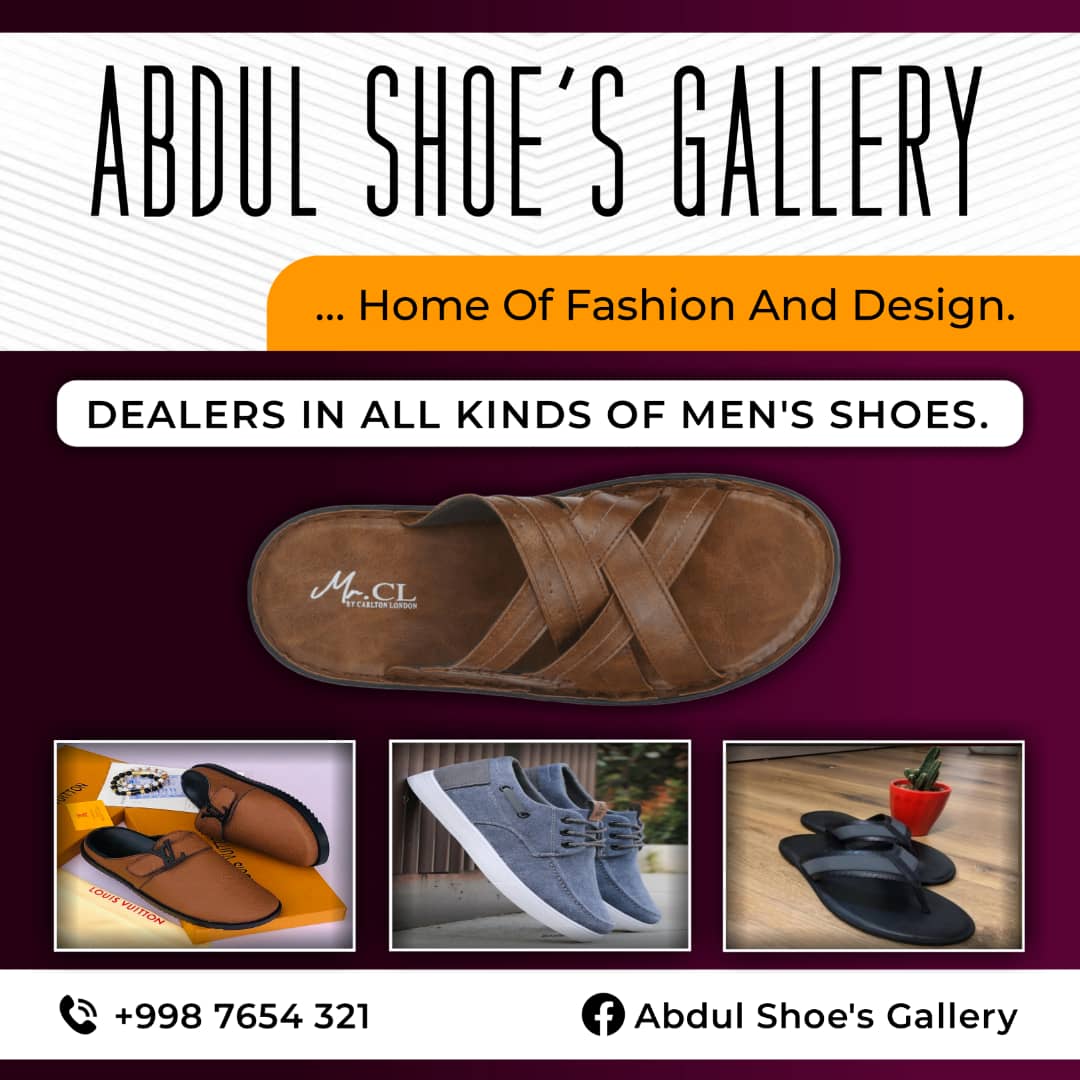 ABDUL SHOE'S GALLERY
... Home Of Fashion And Design.
DEALERS IN ALL KINDS OF MEN'S SHOES.
Mr. CL
BY CARLTON LONDON
LOUIS VUITTON
+998 7654 321
Abdul Shoe's Gallery